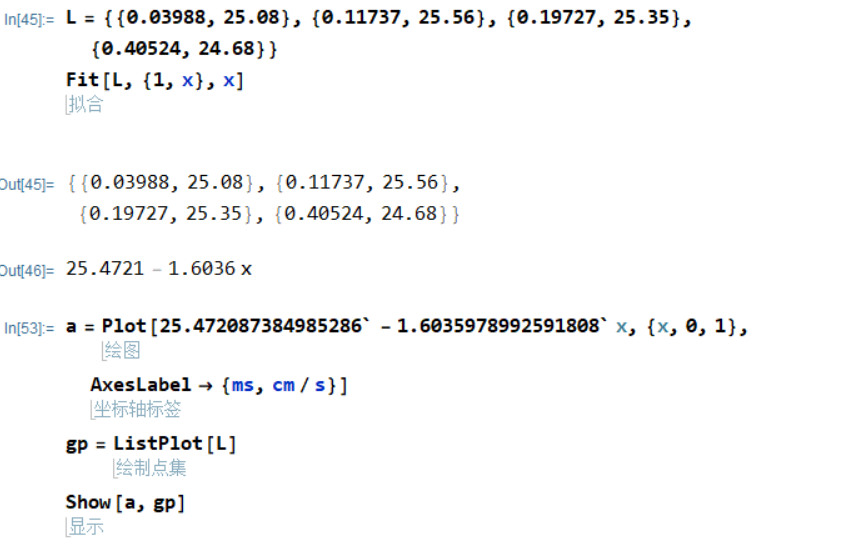 In[45]:= L = {{0.03988, 25.08}, {0.11737, 25.56}, {0.19727, 25.35},
{0.40524, 24.68}}
Fit[L, {1, x}, x]
拟合
Out[45]= {{0.03988, 25.08}, {0.11737, 25.56},
{0.19727, 25.35}, {0.40524, 24.68}}
Out[46]= 25.4721 - 1.6036 x
In[53]:= a = Plot[25.472087384985286` - 1.6035978992591808` x, {x, 0, 1},
绘图
AxesLabel → {ms, cm / s}]
坐标轴标签
gp = ListPlot[L]
绘制点集
Show[a, gp]
显示